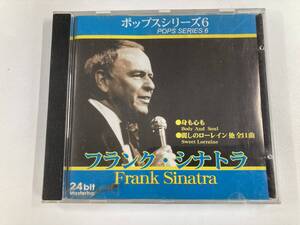 ポップスシリーズ6
POPS SERIES 6
●身も心も
Body And Soul
●麗しのローレイン 他 全11曲
Sweet Lorraine
フランク・シナトラ
Frank Sinatra
24bit
Mastering